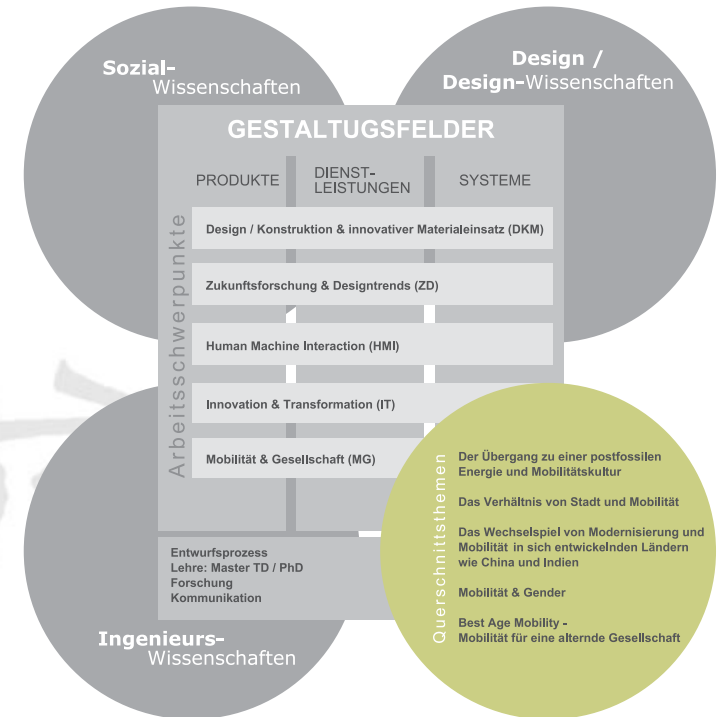 Sozial-
Wissenschaften
Design /
Design-Wissenschaften
GESTALTUGSFELDER
PRODUKTE
DIENST-
LEISTUNGEN
SYSTEME
Arbeitsschwerpunkte
Design / Konstruktion & innovativer Materialeinsatz (DKM)
Zukunftsforschung & Designtrends (ZD)
Human Machine Interaction (HMI)
Innovation & Transformation (IT)
Mobilität & Gesellschaft (MG)
Entwurfsprozess
Lehre: Master TD / PhD
Forschung
Kommunikation
Querschnittsthemen
Der Übergang zu einer postfossilen
Energie und Mobilitätskultur
Das Verhältnis von Stadt und Mobilität
Das Wechselspiel von Modernisierung und
Mobilität in sich entwickelnden Ländern
wie China und Indien
Mobilität & Gender
Best Age Mobility -
Mobilität für eine alternde Gesellschaft
Ingenieurs-
Wissenschaften